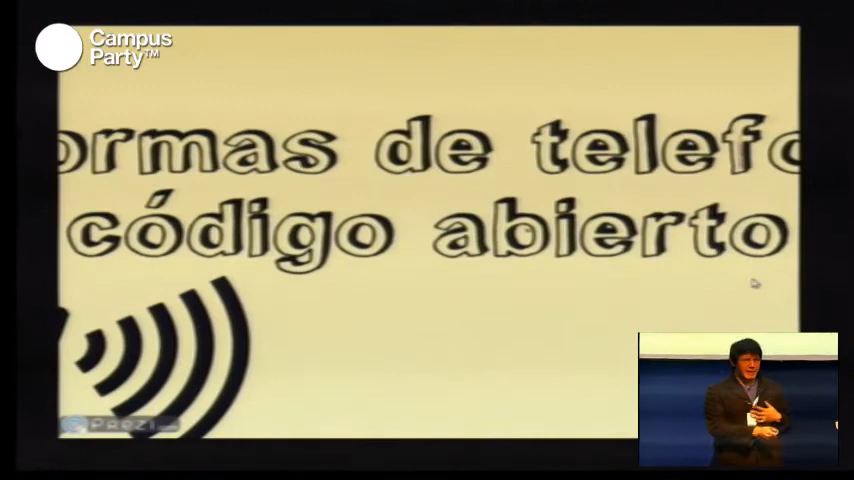 Campus
Party™
ormas de telefo
código abierto
PREZI